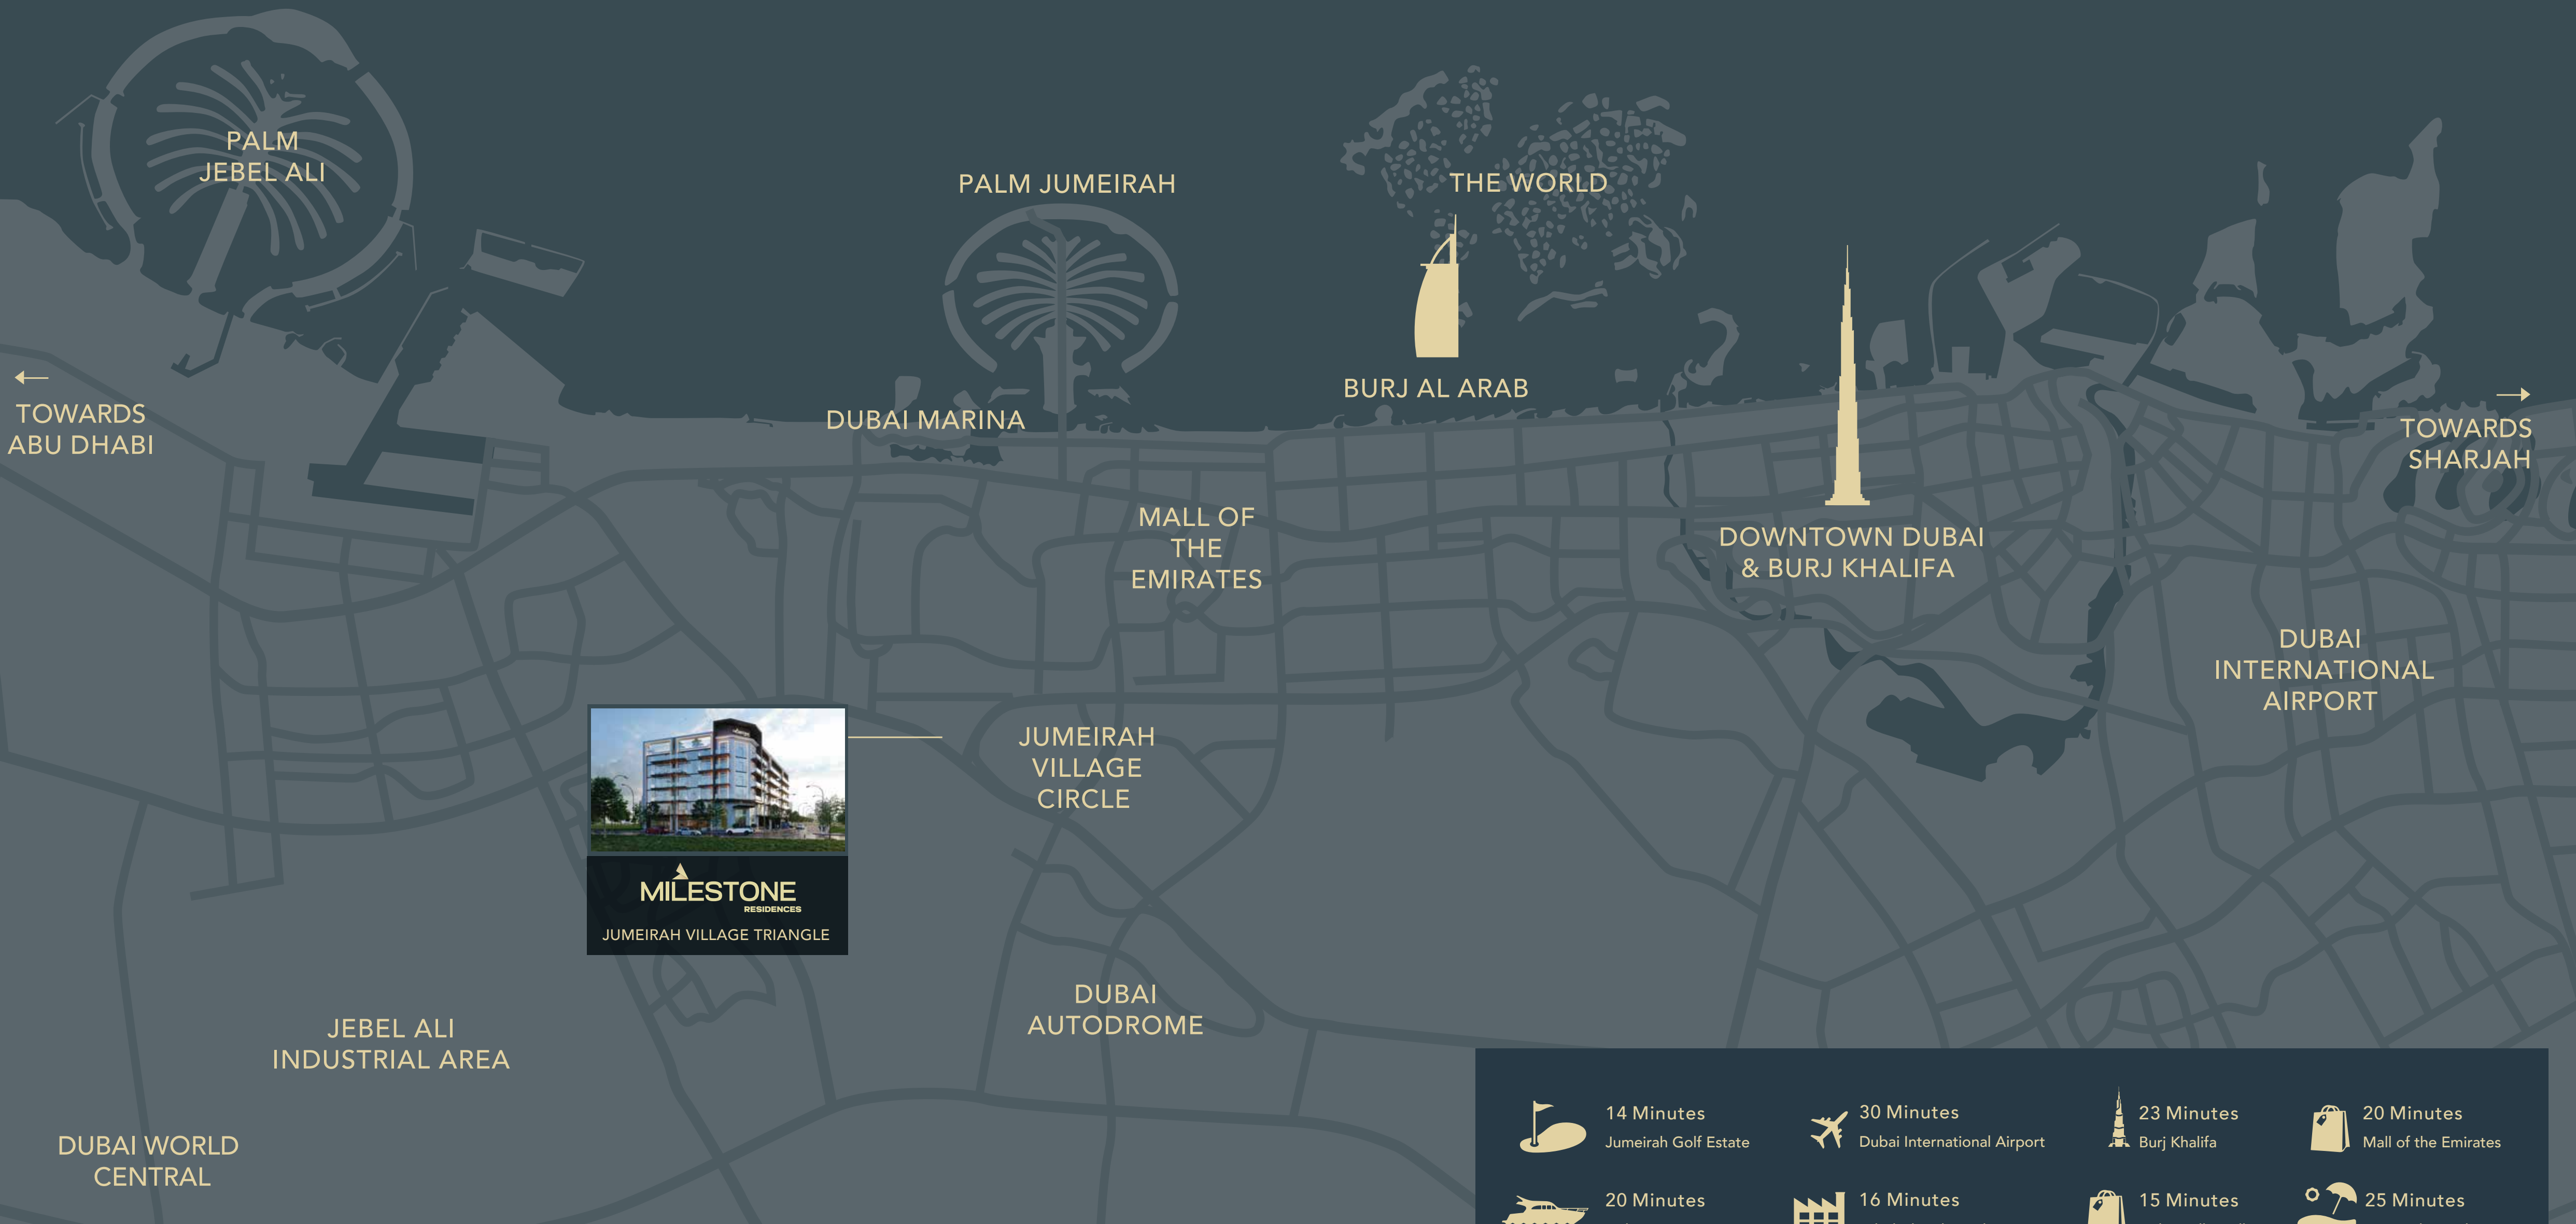 PALM
JEBEL ALI
PALM JUMEIRAH
THE WORLD
BURJ AL ARAB
TOWARDS
ABU DHABI
DUBAI MARINA
TOWARDS
SHARJAH
MALL OF
THE
EMIRATES
DOWNTOWN DUBAI
& BURJ KHALIFA
DUBAI
INTERNATIONAL
AIRPORT
JUMEIRAH
VILLAGE
CIRCLE
MILESTONE
RESIDENCES
JUMEIRAH VILLAGE TRIANGLE
DUBAI
AUTODROME
JEBEL ALI
INDUSTRIAL AREA
DUBAI WORLD
CENTRAL
14 Minutes
Jumeirah Golf Estate
30 Minutes
Dubai International Airport
23 Minutes
Burj Khalifa
20 Minutes
Mall of the Emirates
20 Minutes
16 Minutes
15 Minutes
25 Minutes